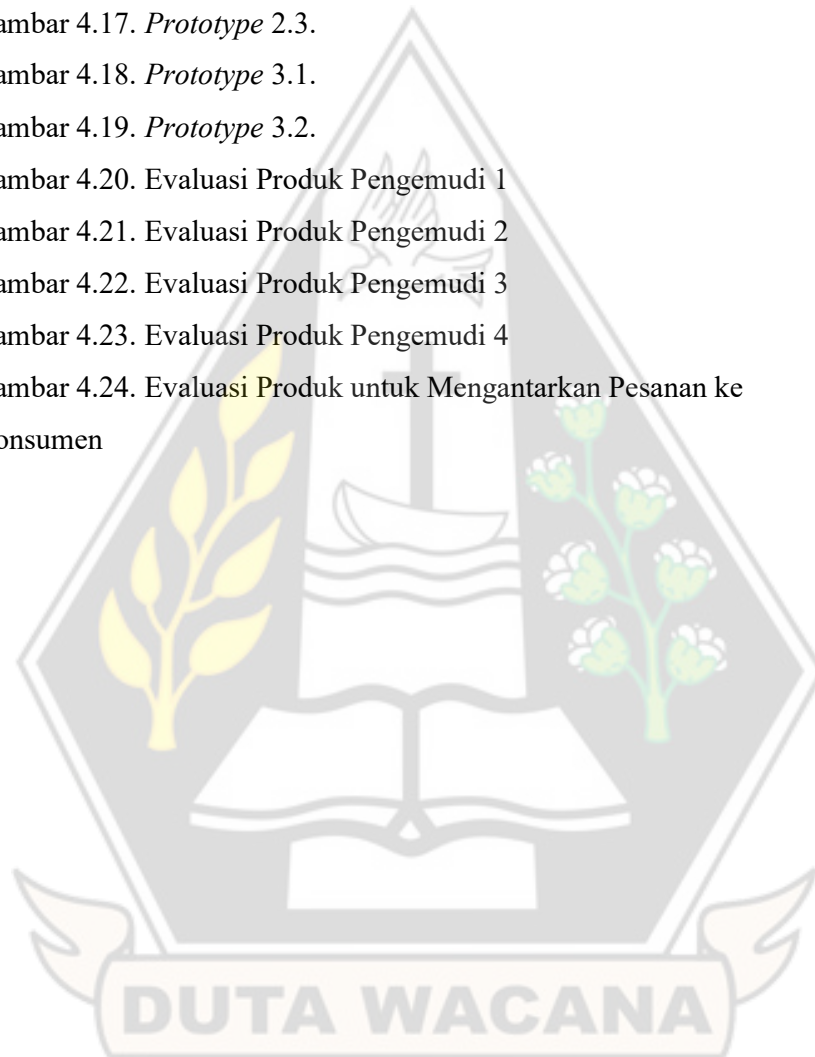 ambar 4.17. Prototype 2.3.
ambar 4.18. Prototype 3.1.
ambar 4.19. Prototype 3.2.
ambar 4.20. Evaluasi Produk Pengemudi 1
ambar 4.21. Evaluasi Produk Pengemudi 2
ambar 4.22. Evaluasi Produk Pengemudi 3
ambar 4.23. Evaluasi Produk Pengemudi 4
ambar 4.24. Evaluasi Produk untuk Mengantarkan Pesanan ke
onsumen
DUTA WACANA